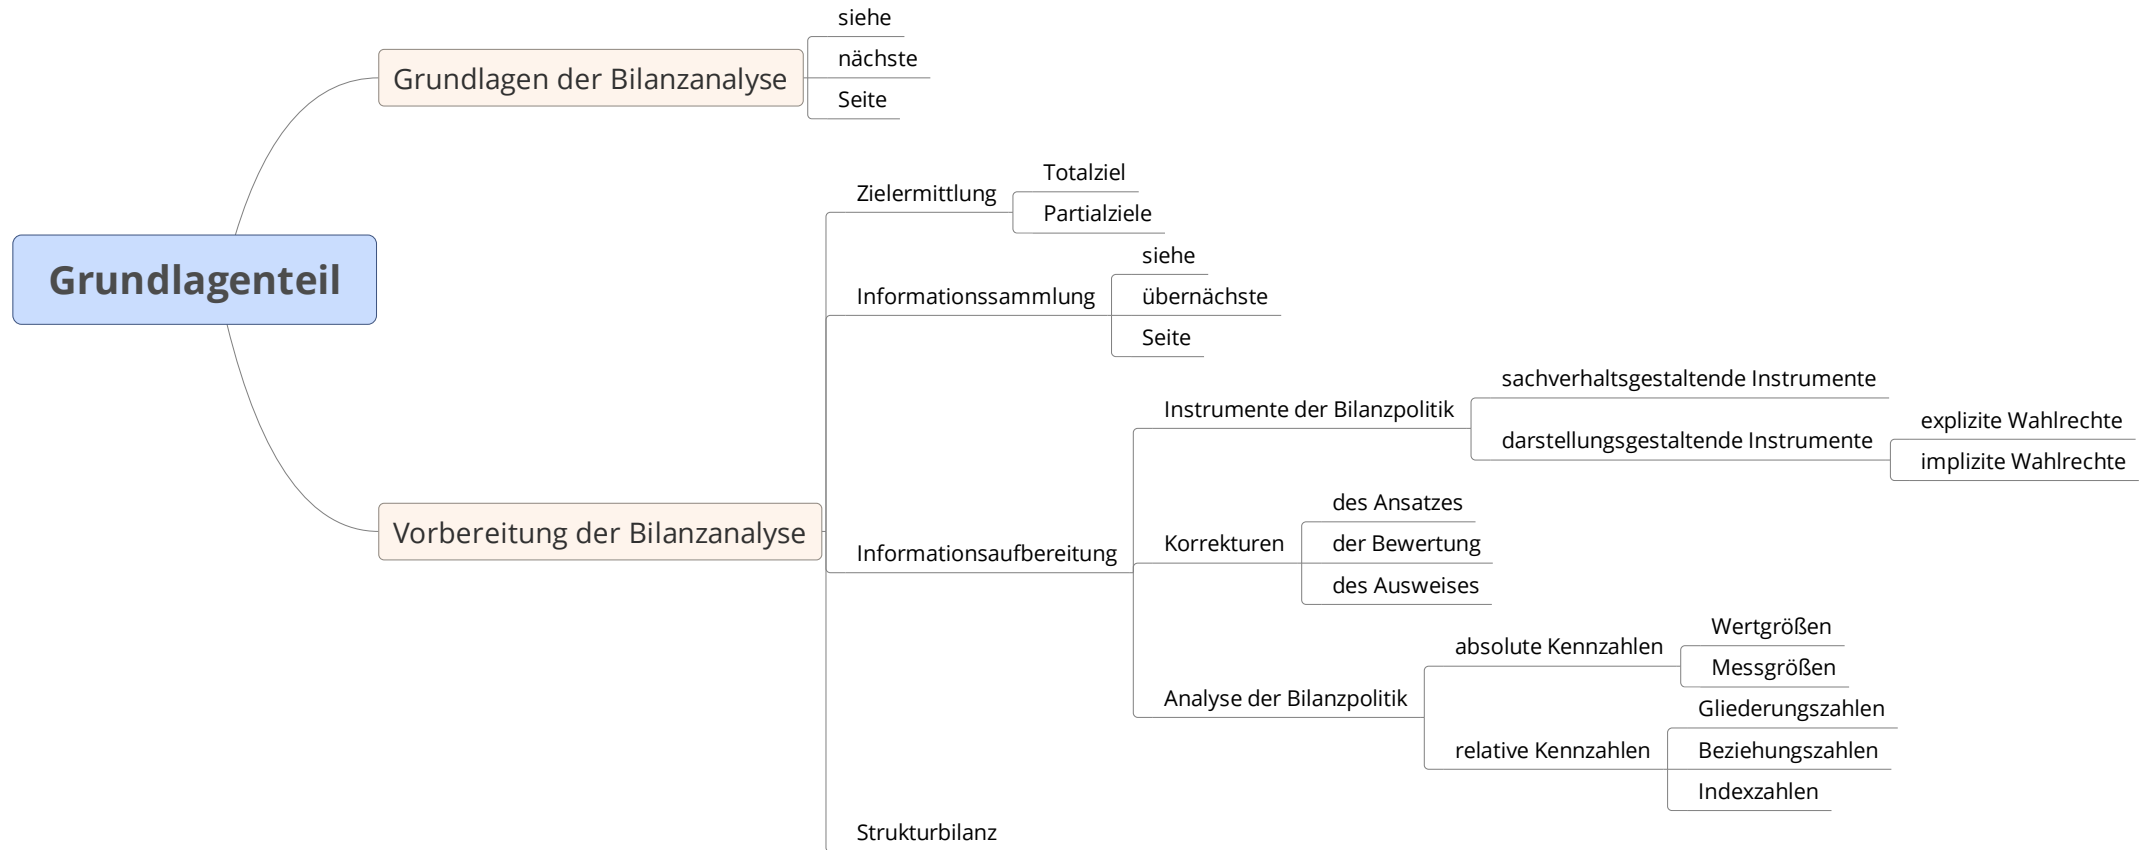 Grundlagenteil
Grundlagen der Bilanzanalyse
siehe
nächste
Seite
Vorbereitung der Bilanzanalyse
Zielermittlung
Totalziel
Partialziele
Informationssammlung
siehe
übernächste
Seite
Informationsaufbereitung
Instrumente der Bilanzpolitik
sachverhaltsgestaltende Instrumente
darstellungsgestaltende Instrumente
explizite Wahlrechte
implizite Wahlrechte
Korrekturen
des Ansatzes
der Bewertung
des Ausweises
Analyse der Bilanzpolitik
absolute Kennzahlen
Wertgrößen
Messgrößen
relative Kennzahlen
Gliederungszahlen
Beziehungszahlen
Indexzahlen
Strukturbilanz